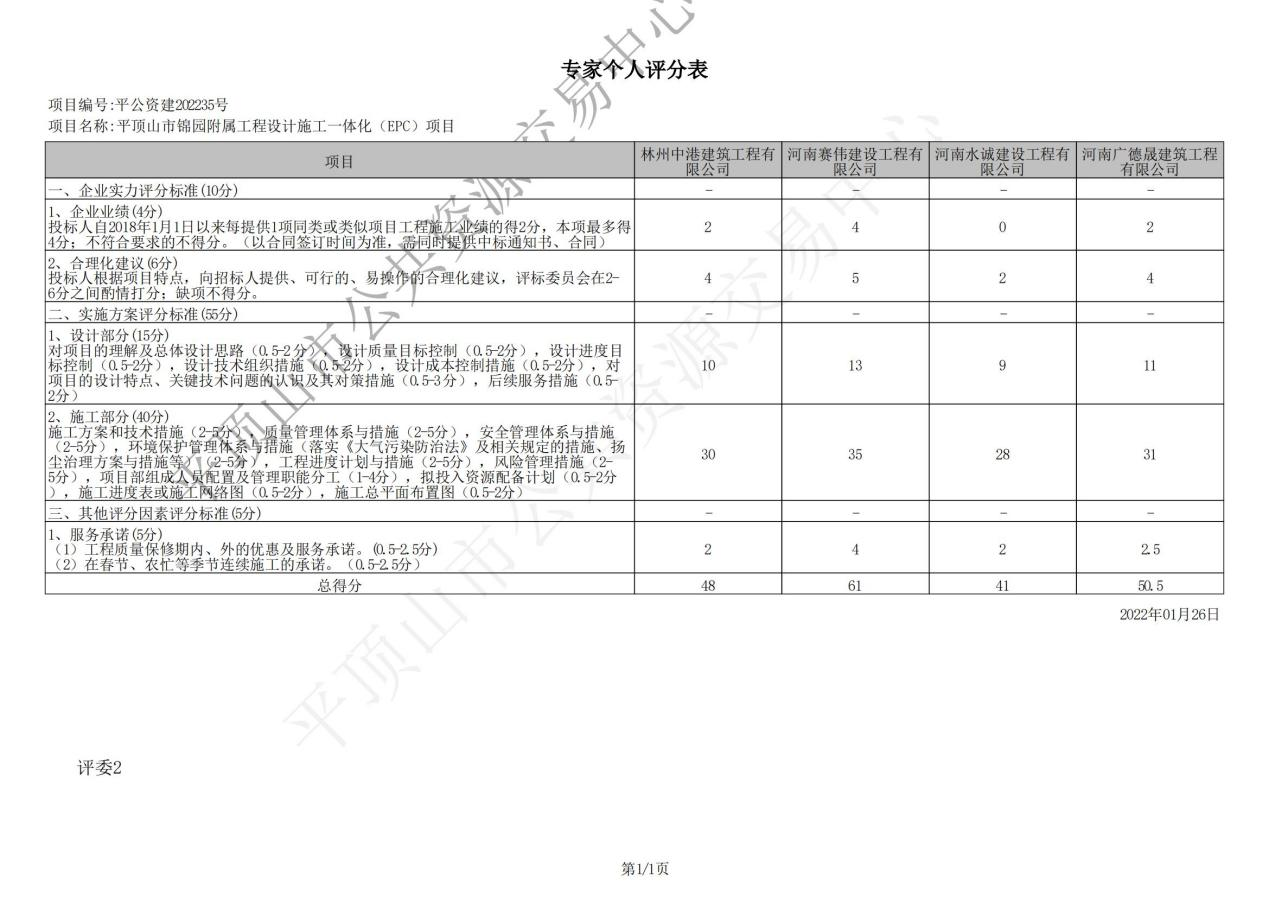 专家个人评分表
项目编号:平公资建202235号
项目名称:平顶山市锦园附属工程设计施工一体化（EPC）项目
项目
林州中港建筑工程有
限公司
河南赛伟建设工程有
限公司
河南水诚建设工程有
限公司
河南广德晟建筑工程
有限公司
一、企业实力评分标准(10分)
-
-
-
-
1、企业业绩(4分)
投标人自2018年1月1日以来每提供1项同类或类似项目工程施工业绩的得2分，本项最多得
4分；不符合要求的不得分。（以合同签订时间为准，需同时提供中标通知书、合同）
2
4
0
2
2、合理化建议(6分)
投标人根据项目特点，向招标人提供、可行的、易操作的合理化建议，评标委员会在2-
6分之间酌情打分；缺项不得分。
4
5
2
4
二、实施方案评分标准(55分)
-
-
-
-
1、设计部分(15分)
对项目的理解及总体设计思路（0.5-2分），设计质量目标控制（0.5-2分），设计进度目
标控制（0.5-2分），设计技术组织措施（0.5-2分），设计成本控制措施（0.5-2分），对
项目的设计特点、关键技术问题的认识及其对策措施（0.5-3分），后续服务措施（0.5-
2分）
10
13
9
11
2、施工部分(40分)
施工方案和技术措施（2-5分），质量管理体系与措施（2-5分），安全管理体系与措施
（2-5分），环境保护管理体系与措施（落实《大气污染防治法》及相关规定的措施、扬
尘治理方案与措施等）（2-5分），工程进度计划与措施（2-5分），风险管理措施（2-
5分），项目部组成人员配置及管理职能分工（1-4分），拟投入资源配备计划（0.5-2分
），施工进度表或施工网络图（0.5-2分），施工总平面布置图（0.5-2分）
30
35
28
31
三、其他评分因素评分标准(5分)
-
-
-
-
1、服务承诺(5分)
（1）工程质量保修期内、外的优惠及服务承诺。(0.5-2.5分)
（2）在春节、农忙等季节连续施工的承诺。（0.5-2.5分）
2
4
2
2.5
总得分
48
61
41
50.5
2022年01月26日
评委2
第1/1页
平顶山市公共资源交易中心
平顶山市公共资源交易中心